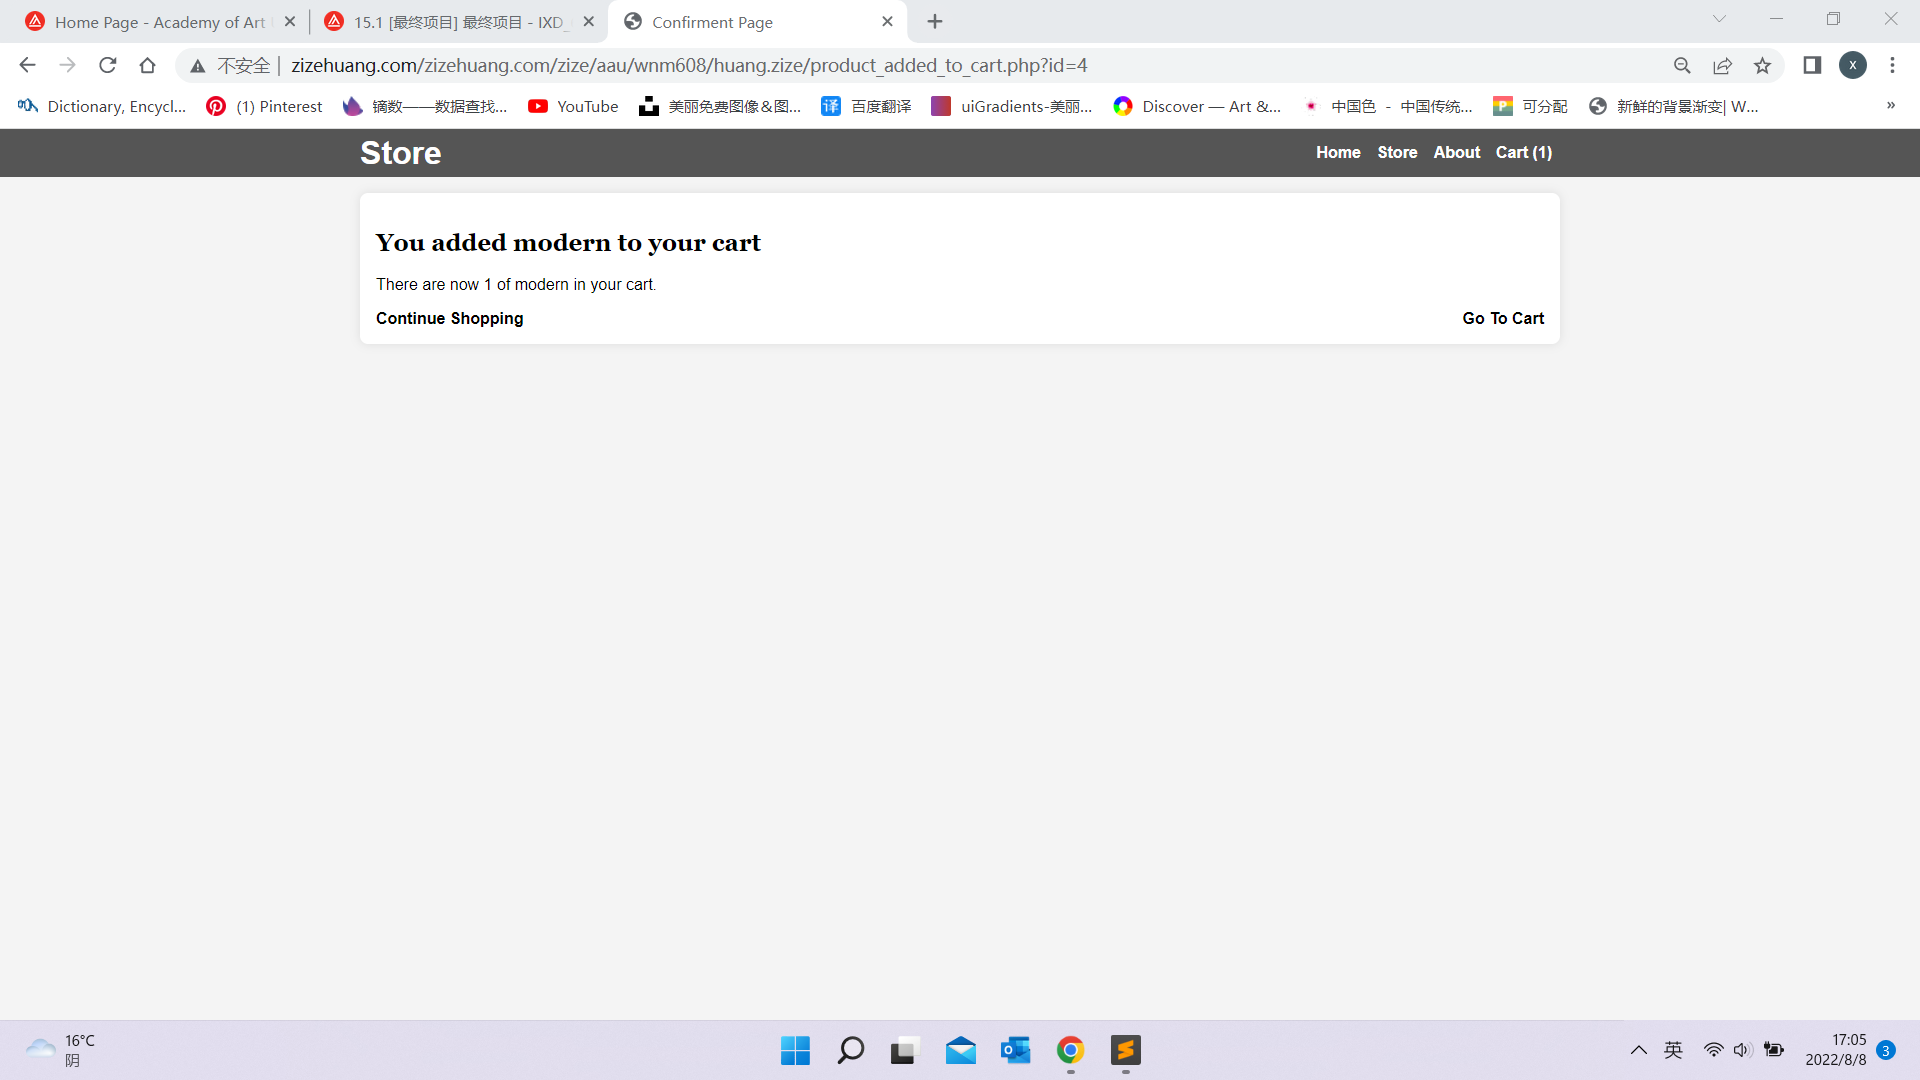 Home Page - Academy of Art
15.1 [最终项目] 最终项目 - IXD_
Confirment Page
不安全
zizehuang.com/zizehuang.com/zize/aau/wnm608/huang.zize/product_added_to_cart.php?id=4
X
Dictionary, Encycl...
(1) Pinterest
镝数——数据查找...
YouTube
美丽免费图像&图...
译 百度翻译
uiGradients-美丽...
Discover — Art &...
中国色 - 中国传统...
P 可分配
新鲜的背景渐变| W...
»
Store
Home
Store
About
Cart (1)
You added modern to your cart
There are now 1 of modern in your cart.
Continue Shopping
Go To Cart
16°C
阴
英
17:05
2022/8/8
3